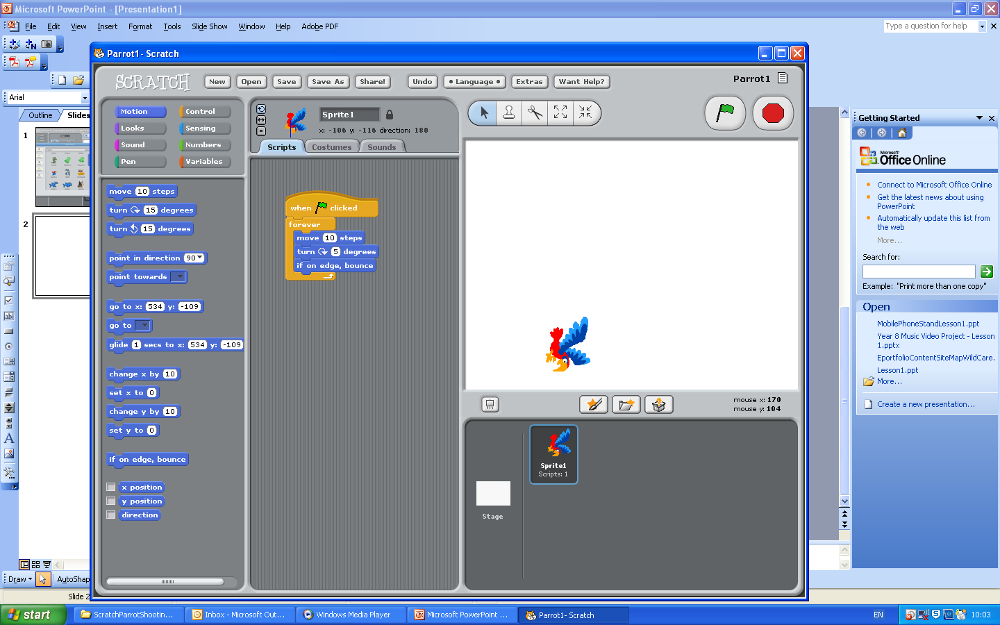 Microsoft PowerPoint - [Presentation1]
File Edit View Insert Format Tools Slide Show Window Help Adobe PDF
Type a question for help
Parrot1- Scratch
Arial
Outline Slides
1
2
SCRATCH
New Open Save Save As Share! Undo • Language • Extras Want Help?
Parrot1
Motion Control
Looks Sensing
Sound Numbers
Pen Variables
move 10 steps
turn 15 degrees
turn 15 degrees
point in direction 90
point towards
go to x: 534 y: -109
go to
glide 1 secs to x: 534 y: -109
change x by 10
set x to 0
change y by 10
set y to 0
if on edge, bounce
x position
y position
direction
Sprite1
x: -106 y: -116 direction: 180
Scripts Costumes Sounds
when clicked
forever
move 10 steps
turn 5 degrees
if on edge, bounce
mouse x: 170
mouse y: 104
Sprite1
Scripts: 1
Stage
Getting Started
Microsoft
Office Online
Connect to Microsoft Office Online
Get the latest news about using
PowerPoint
Automatically update this list from
the web
More...
Search for:
Example: "Print more than one copy"
Open
MobilePhoneStandLesson1.ppt
Year 8 Music Video Project - Lesson
1.pptx
EportfolioContentSiteMapWildCare.
Lesson1.ppt
More...
Create a new presentation...
Draw AutoShap
Slide 2
start
ScratchParrotShootin...
Inbox - Microsoft Out...
Windows Media Player
Microsoft PowerPoint ...
Parrot1- Scratch
EN
10:03